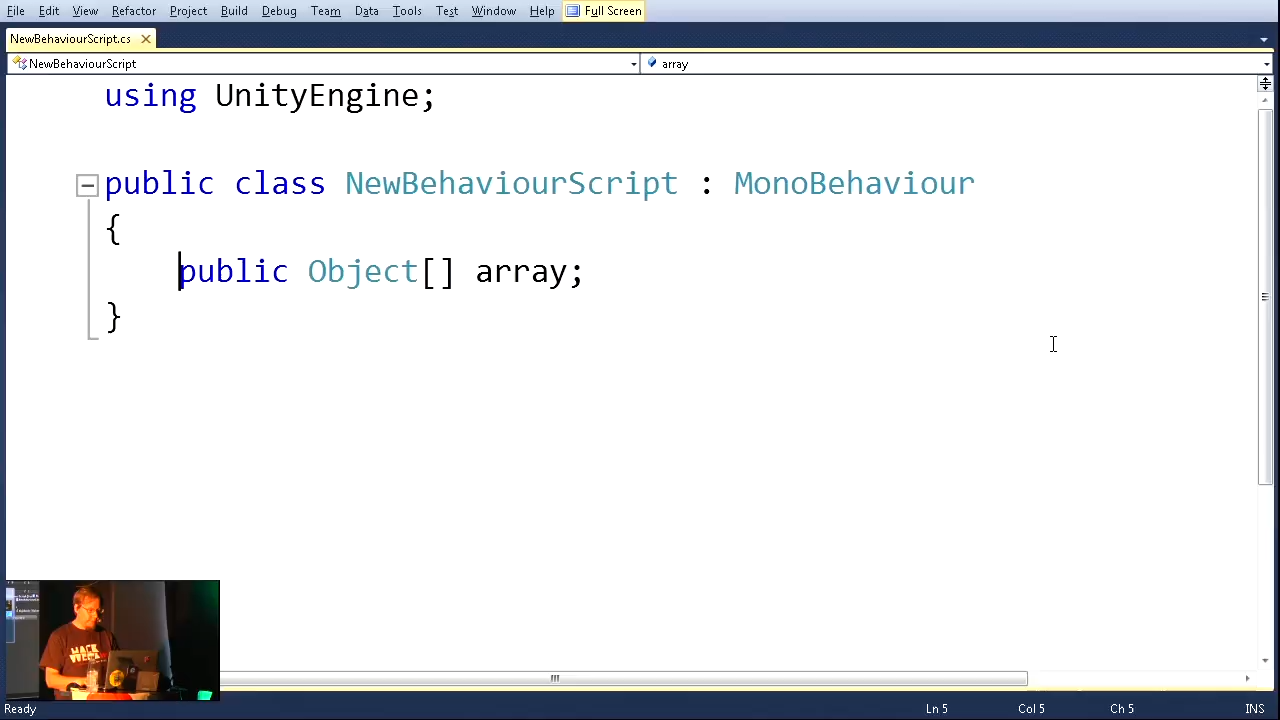 File Edit View Refactor Project Build Debug Team Data Tools Test Window Help Full Screen
NewBehaviourScript.cs
NewBehaviourScript array
using UnityEngine;
public class NewBehaviourScript : MonoBehaviour
{
public Object[] array;
}
HACK
Ready Ln 5 Col 5 Ch 5 INS